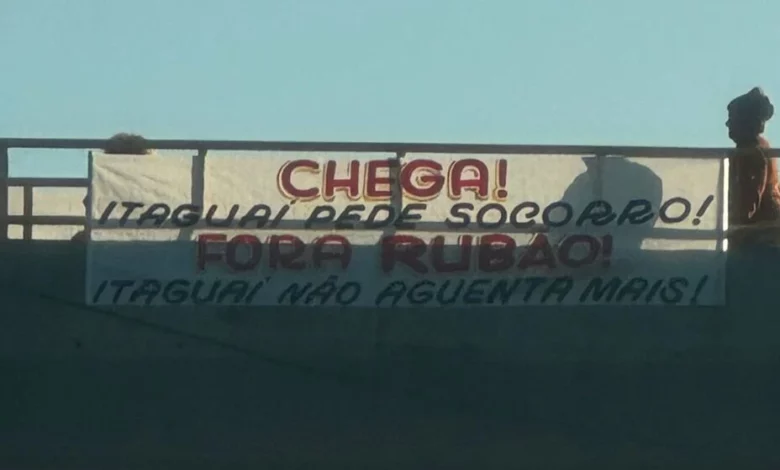 CHEGA!
ITAGUAÍ PEDE SOCORRO!
FORA RUBÃO!
ITAGUAÍ NÃO AGUENTA MAIS!